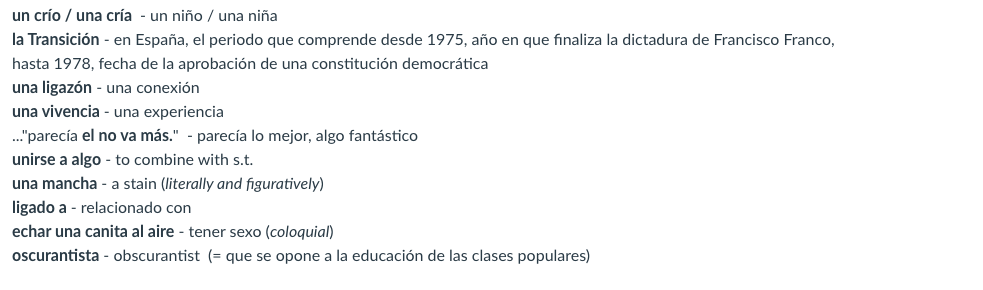 un crío / una cría - un niño / una niña
la Transición - en España, el periodo que comprende desde 1975, año en que finaliza la dictadura de Francisco Franco,
hasta 1978, fecha de la aprobación de una constitución democrática
una ligazón - una conexión
una vivencia - una experiencia
..."parecía el no va más." - parecía lo mejor, algo fantástico
unirse a algo - to combine with s.t.
una mancha - a stain (literally and figuratively)
ligado a - relacionado con
echar una canita al aire - tener sexo (coloquial)
oscurantista - obscurantist (= que se opone a la educación de las clases populares)